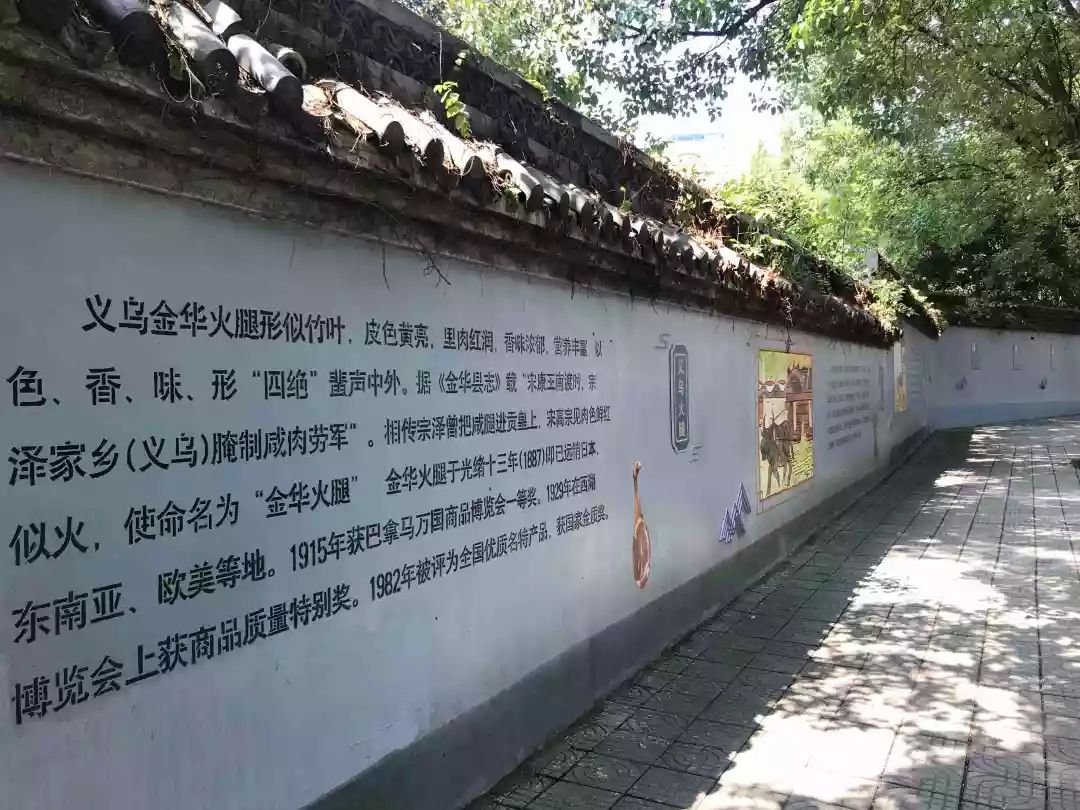 义乌金华火腿形似竹叶，皮色黄亮，里肉红润，香味浓郁，营养丰富，以
色、香、味、形“四绝”蜚声中外。据《金华县志》载“宋康王南渡时，宗
泽家乡(义乌)腌制咸肉劳军”。相传宗泽曾把咸腿进贡皇上，宋高宗见肉色鲜红
似火，使命名为“金华火腿” 金华火腿于光绪十三年(1887)即已远销日本、
东南亚、欧美等地。1915年获巴拿马万国商品博览会一等奖。1929年在西湖
博览会上获商品质量特别奖。1982年被评为全国优质名特产品，获国家金质奖。
义乌火腿